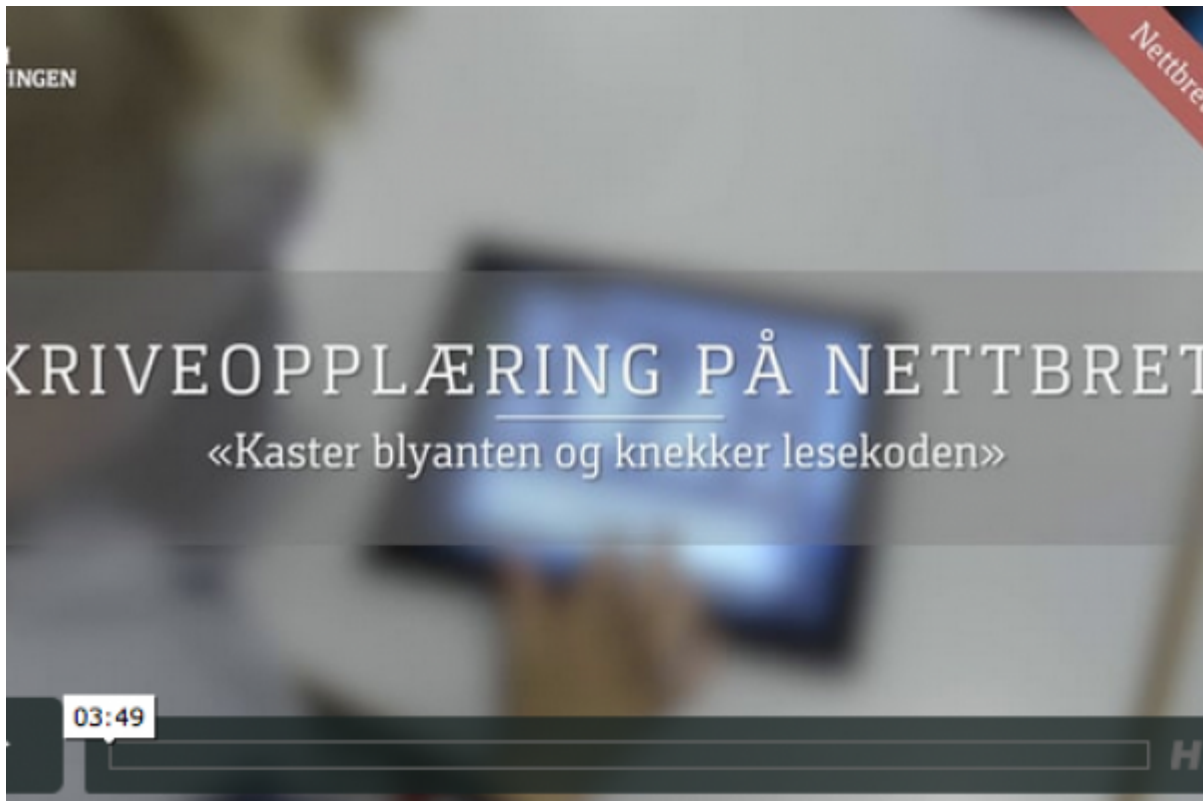 INGEN
Nettbre
KRIVEOPPLÆRING PÅ NETTBRET
«Kaster blyanten og knekker lesekoden»
03:49
H